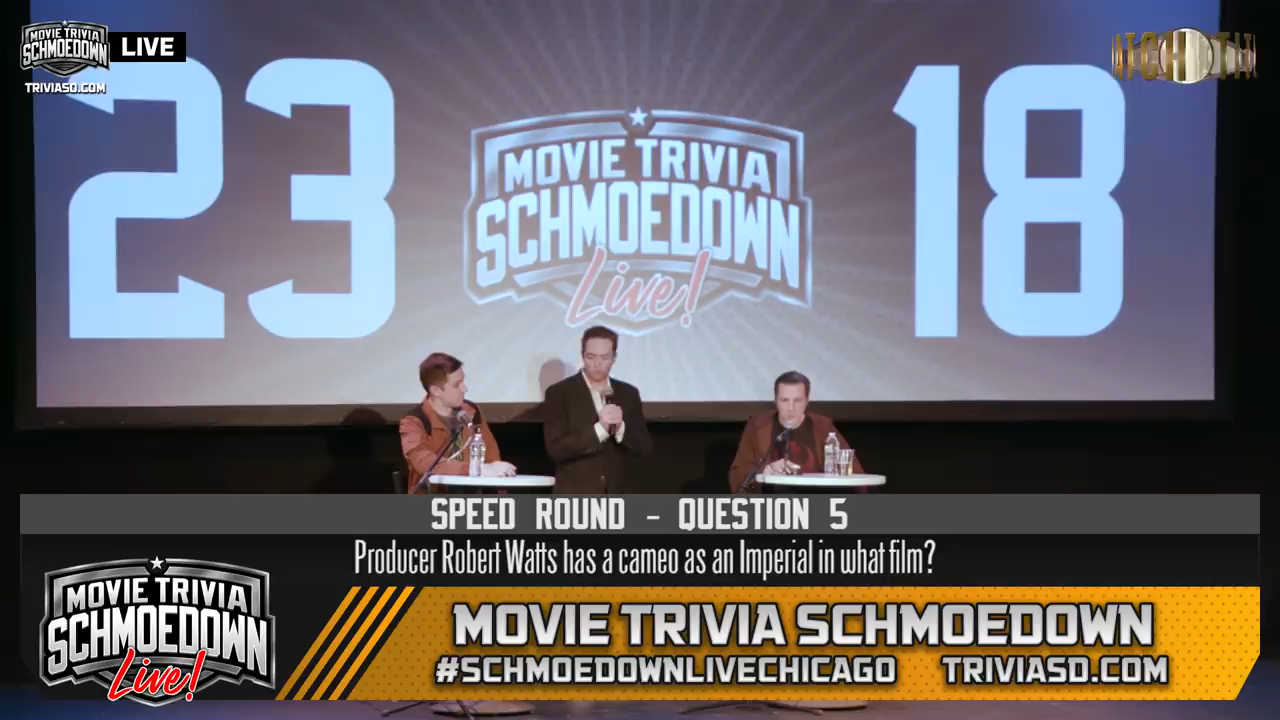 MOVIE TRIVIA
SCHMOEDOWN
LIVE
TRIVIASD.COM
23
18
MOVIE TRIVIA
SCHMOEDOWN
Live!
SPEED ROUND - QUESTION 5
Producer Robert Watts has a cameo as an Imperial in what film?
MOVIE TRIVIA
SCHMOEDOWN
Live!
MOVIE TRIVIA SCHMOEDOWN
#SCHMOEDOWNLIVECHICAGO TRIVIASD.COM